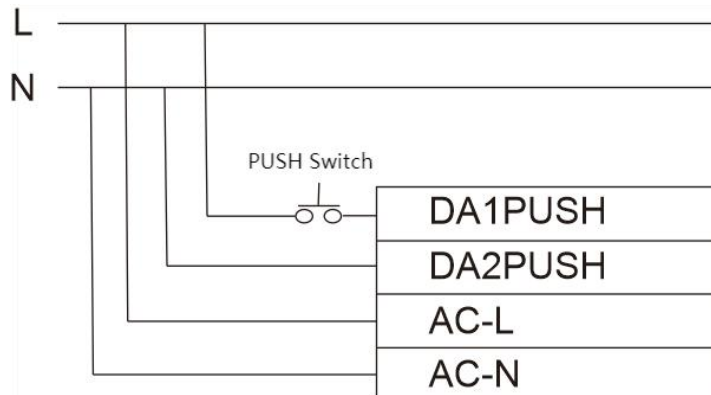 L
N
PUSH Switch
DA1PUSH
DA2PUSH
AC-L
AC-N